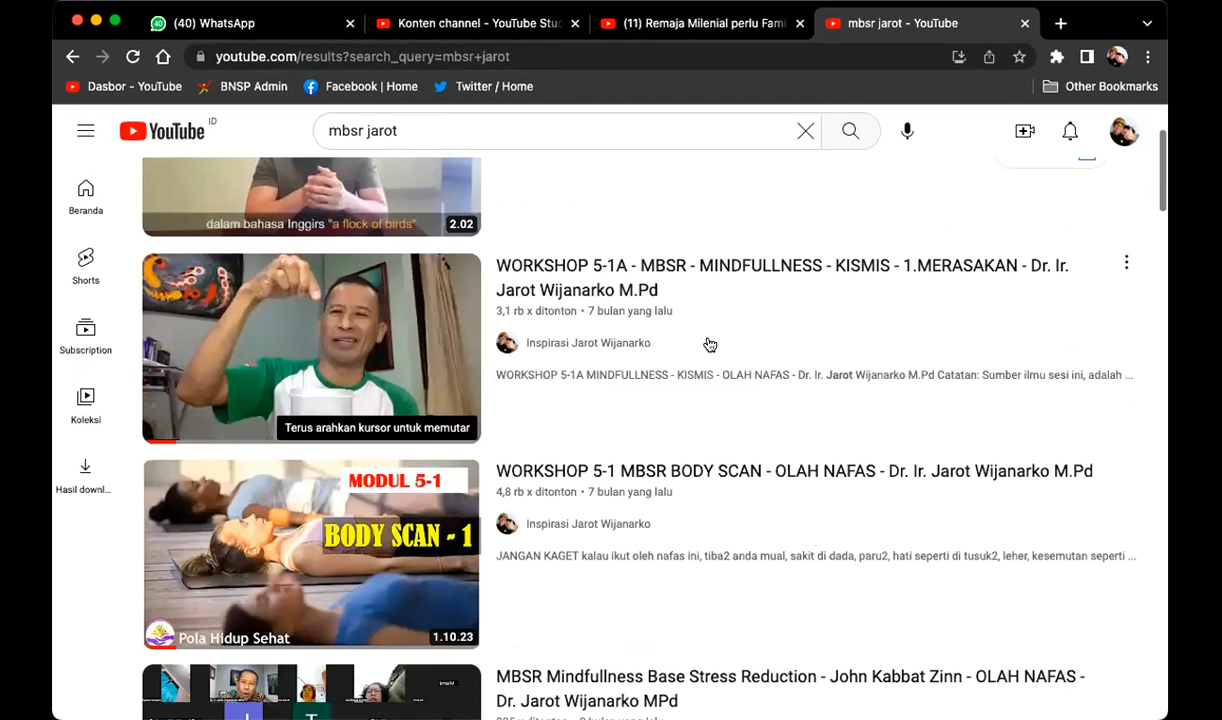 (40) WhatsApp
Konten channel - YouTube Stu
(11) Remaja Milenial perlu Fami
mbsr jarot - YouTube
youtube.com/results?search_query=mbsr+jarot
Dasbor - YouTube
BNSP Admin
Facebook | Home
Twitter / Home
Other Bookmarks
YouTube ID
mbsr jarot
Beranda
Shorts
Subscription
Koleksi
Hasil downl...
dalam bahasa Inggirs "a flock of birds"
2.02
WORKSHOP 5-1A - MBSR - MINDFULLNESS - KISMIS - 1.MERASAKAN - Dr. Ir.
Jarot Wijanarko M.Pd
3,1 rb x ditonton • 7 bulan yang lalu
Inspirasi Jarot Wijanarko
WORKSHOP 5-1A MINDFULLNESS - KISMIS - OLAH NAFAS - Dr. Ir. Jarot Wijanarko M.Pd Catatan: Sumber ilmu sesi ini, adalah ...
Terus arahkan kursor untuk memutar
MODUL 5-1
BODY SCAN - 1
Pola Hidup Sehat
1.10.23
WORKSHOP 5-1 MBSR BODY SCAN - OLAH NAFAS - Dr. Ir. Jarot Wijanarko M.Pd
4,8 rb x ditonton • 7 bulan yang lalu
Inspirasi Jarot Wijanarko
JANGAN KAGET kalau ikut oleh nafas ini, tiba2 anda mual, sakit di dada, paru2, hati seperti di tusuk2, leher, kesemutan seperti ...
MBSR Mindfulness Base Stress Reduction - John Kabbat Zinn - OLAH NAFAS -
Dr. Jarot Wijanarko MPd